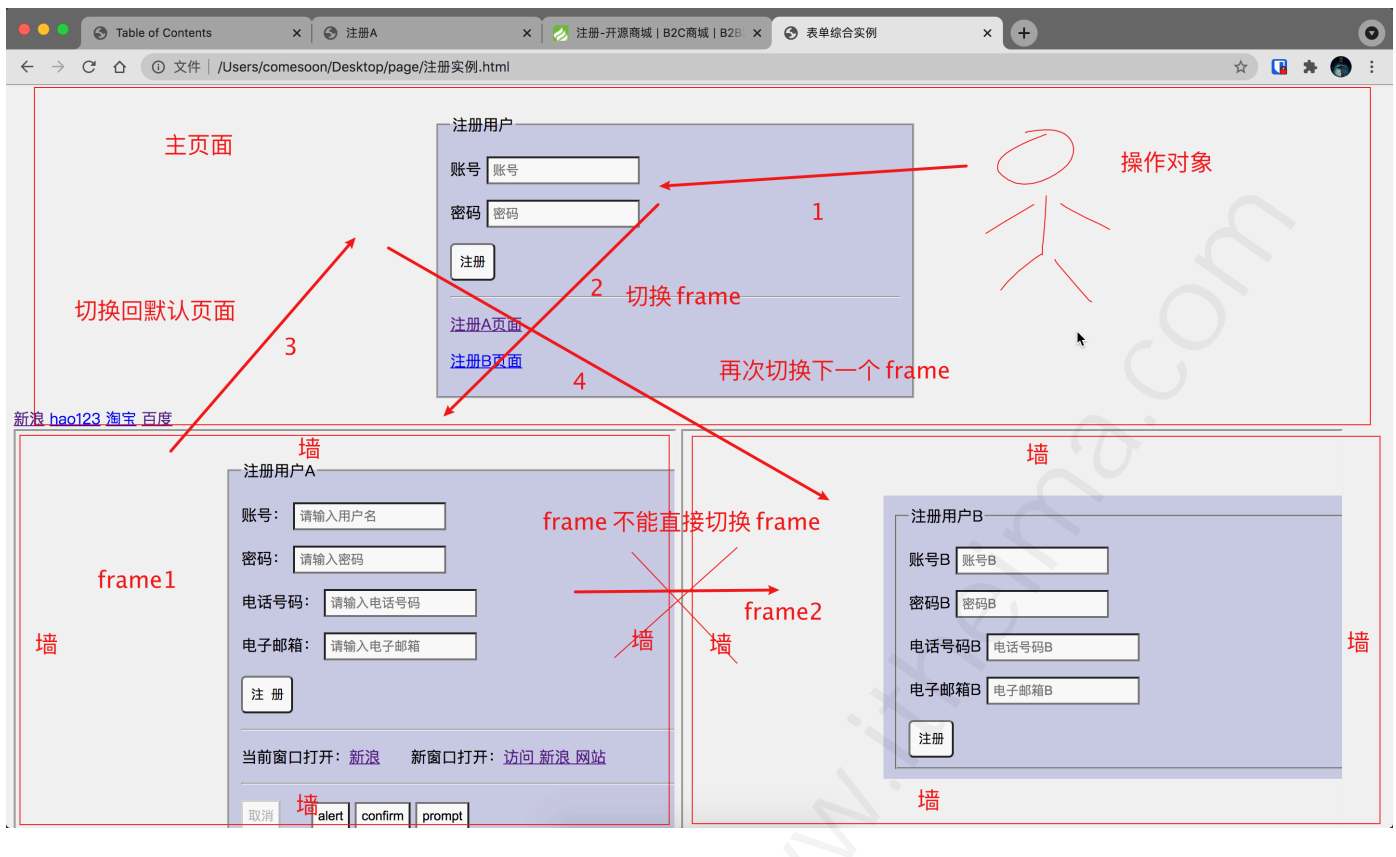 Table of Contents
注册A
注册-开源商城 | B2C商城 | B2B
表单综合实例
文件
/Users/comesoon/Desktop/page/注册实例.html
主页面
注册用户
操作对象
账号 账号
1
密码 密码
注册
2
切换 frame
切换回默认页面
注册A页面
3
注册B页面
再次切换下一个 frame
4
新浪 hao123 淘宝 百度
墙
墙
注册用户A
账号： 请输入用户名
frame 不能直接切换 frame
注册用户B
密码： 请输入密码
账号B 账号B
frame1
电话号码： 请输入电话号码
frame2
密码B 密码B
墙
电子邮箱： 请输入电子邮箱
墙
墙
电话号码B 电话号码B
墙
注 册
电子邮箱B 电子邮箱B
注册
当前窗口打开： 新浪 新窗口打开： 访问 新浪 网站
墙
墙
取消 alert confirm prompt
www.itheima.com